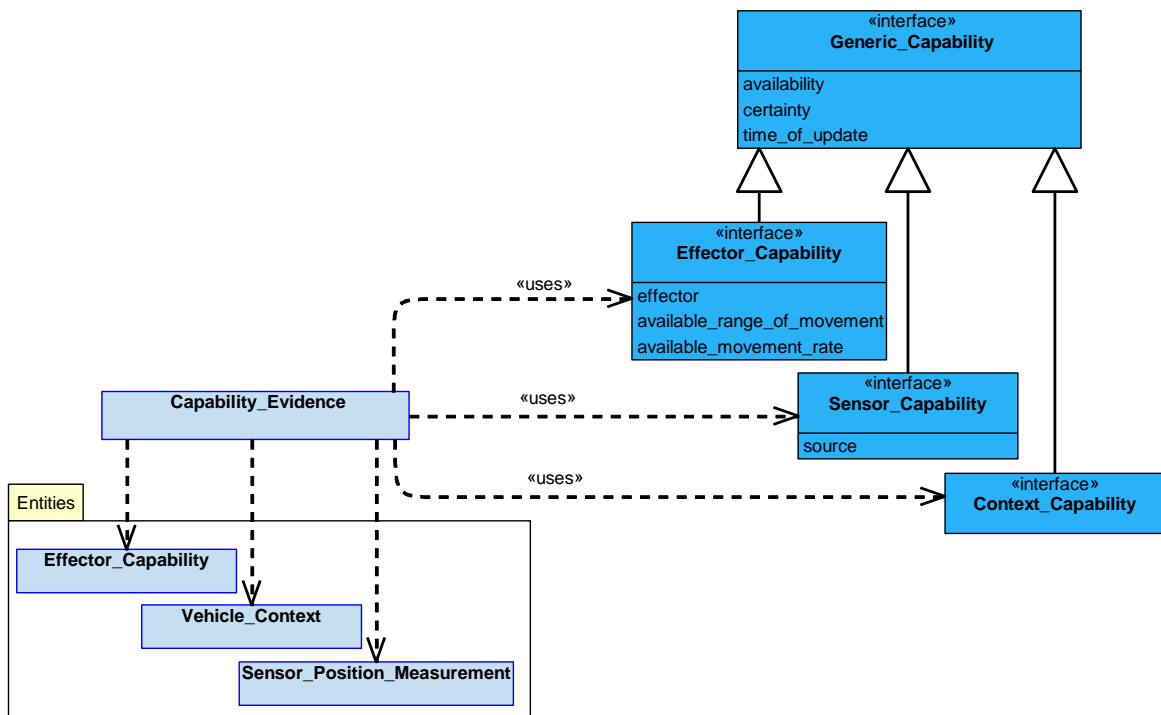 «interface»
Generic_Capability
availability
certainty
time_of_update
«interface»
Effector_Capability
effector
available_range_of_movement
available_movement_rate
«uses»
«interface»
Sensor_Capability
source
«uses»
Capability_Evidence
«uses»
«interface»
Context_Capability
Entities
Effector_Capability
Vehicle_Context
Sensor_Position_Measurement